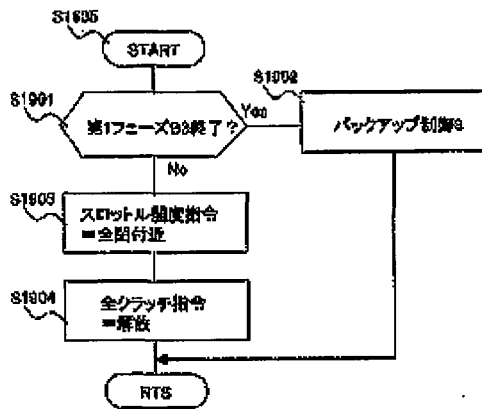 S1905
START
S1901
第1フェーズB3終了?
Yes
S1902
バックアップ制御a
No
S1903
スロットル開度指令
=全閉付近
S1904
全クラッチ指令
=解放
RTS